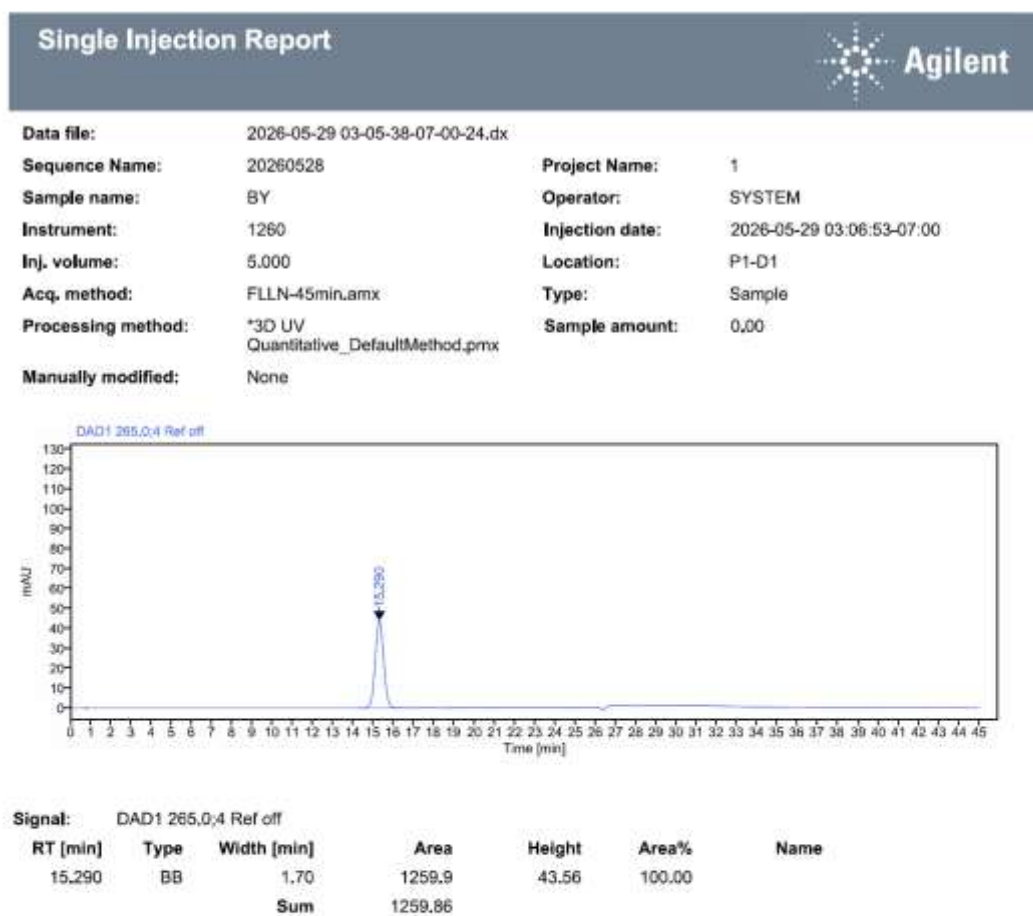 Single Injection Report
Agilent
Data file: 2026-05-29 03-05-38-07-00-24.dx
Sequence Name: 20260528 Project Name: 1
Sample name: BY Operator: SYSTEM
Instrument: 1260 Injection date: 2026-05-29 03:06:53-07:00
Inj. volume: 5.000 Location: P1-D1
Acq. method: FLLN-45min.amx Type: Sample
Processing method: *3D UV Sample amount: 0.00
Quantitative_DefaultMethod.pmx
Manually modified: None
DAD1 265,0;4 Ref off
130
120
110
100
90
80
70
60
50
40
30
20
10
0
mAU
15.290
0 1 2 3 4 5 6 7 8 9 10 11 12 13 14 15 16 17 18 19 20 21 22 23 24 25 26 27 28 29 30 31 32 33 34 35 36 37 38 39 40 41 42 43 44 45
Time [min]
Signal: DAD1 265,0;4 Ref off
RT [min] Type Width [min] Area Height Area% Name
15.290 BB 1.70 1259.9 43.56 100.00
Sum 1259.86